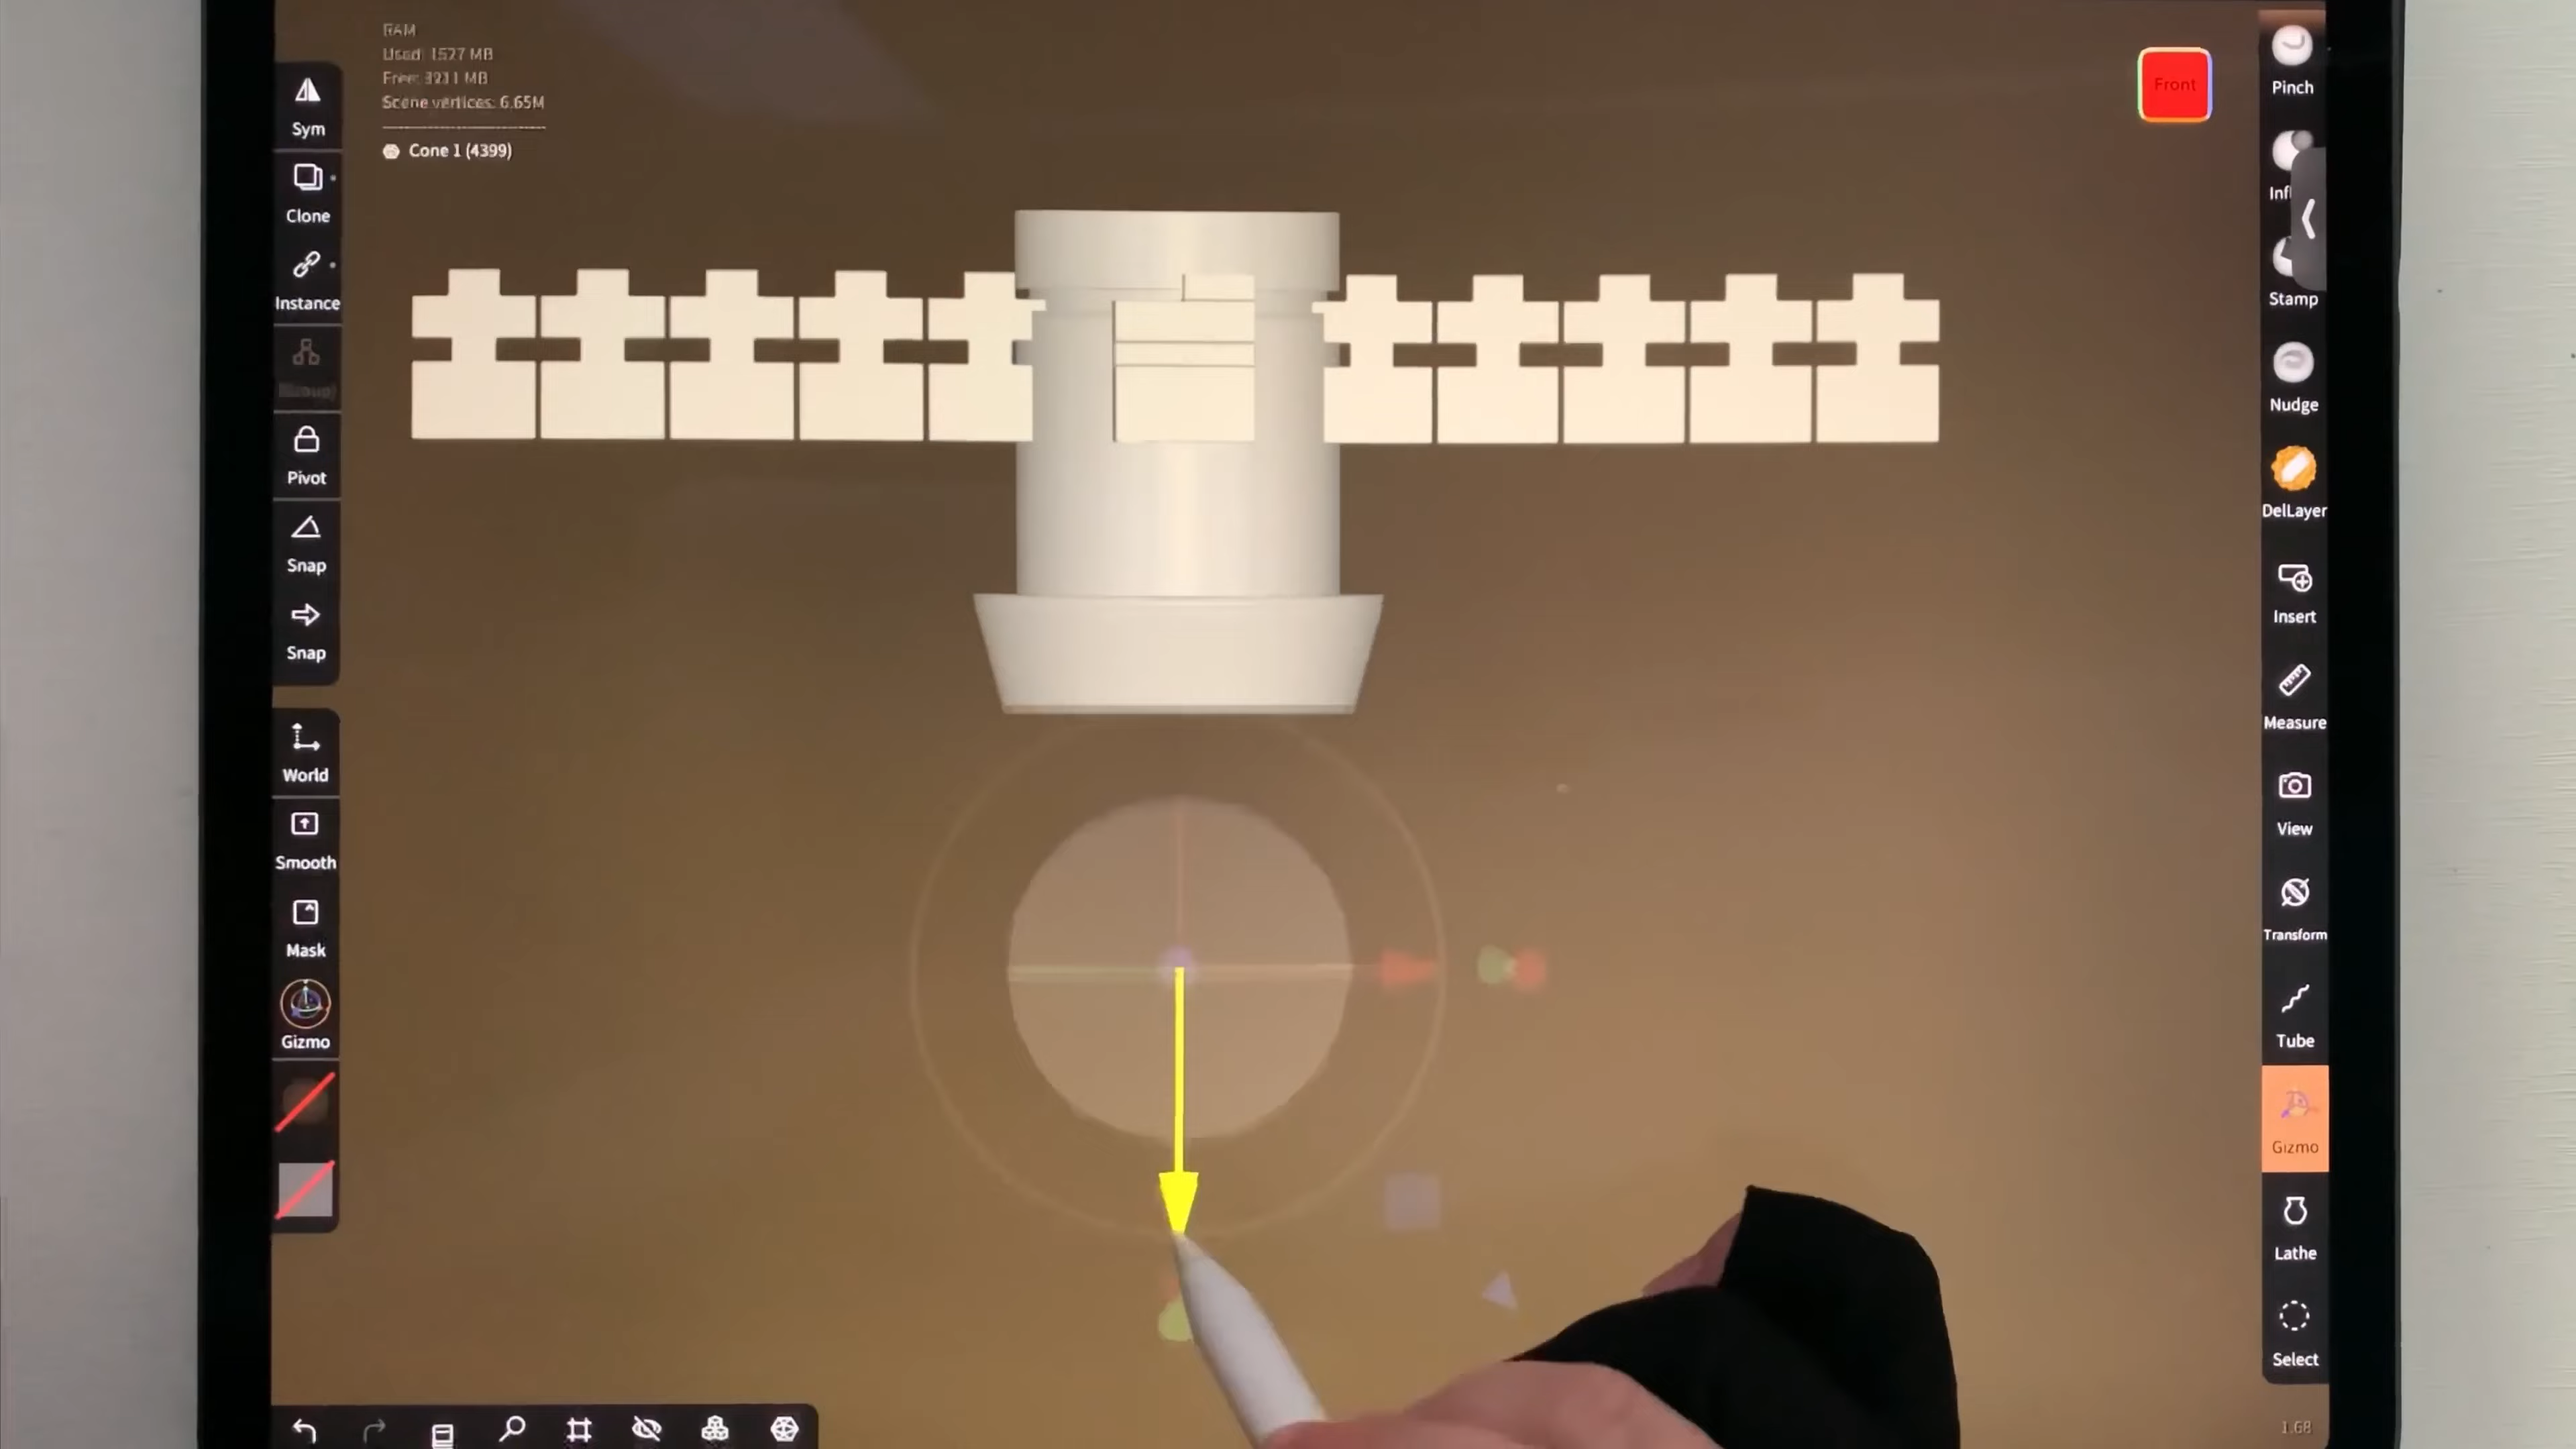 RAM
Used: 1527 MB
Free: 3911 MB
Scene vertices: 6.65M
Cone 1 (4399)
Front
Sym
Clone
Instance
Pivot
Snap
Snap
World
Smooth
Mask
Gizmo
Pinch
Infl
Stamp
Nudge
DelLayer
Insert
Measure
View
Transform
Tube
Gizmo
Lathe
Select
1.68